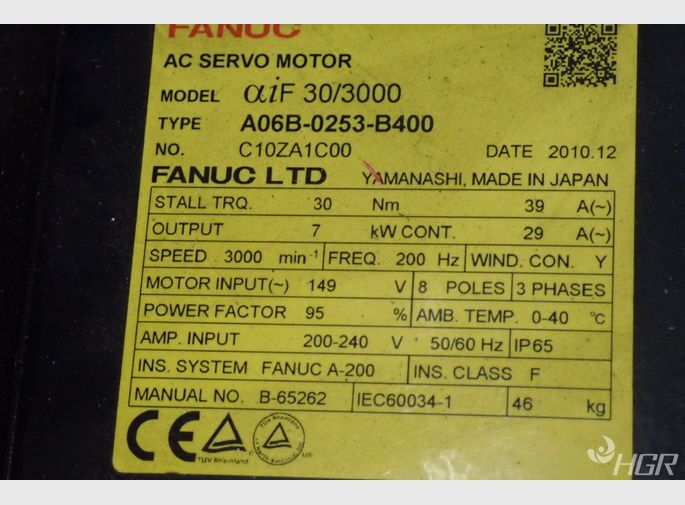 FANUC
AC SERVO MOTOR
MODEL αiF 30/3000
TYPE A06B-0253-B400
NO. C10ZA1C00 DATE 2010.12
FANUC LTD YAMANASHI, MADE IN JAPAN
STALL TRQ. 30 Nm 39 A(~)
OUTPUT 7 kW CONT. 29 A(~)
SPEED 3000 min-1 FREQ. 200 Hz WIND. CON. Y
MOTOR INPUT(~) 149 V 8 POLES 3 PHASES
POWER FACTOR 95 % AMB. TEMP. 0-40 ℃
AMP. INPUT 200-240 V 50/60 Hz IP65
INS. SYSTEM FANUC A-200 INS. CLASS F
MANUAL NO. B-65262 IEC60034-1 46 kg
CE
TÜV Rheinland
C US
HGR